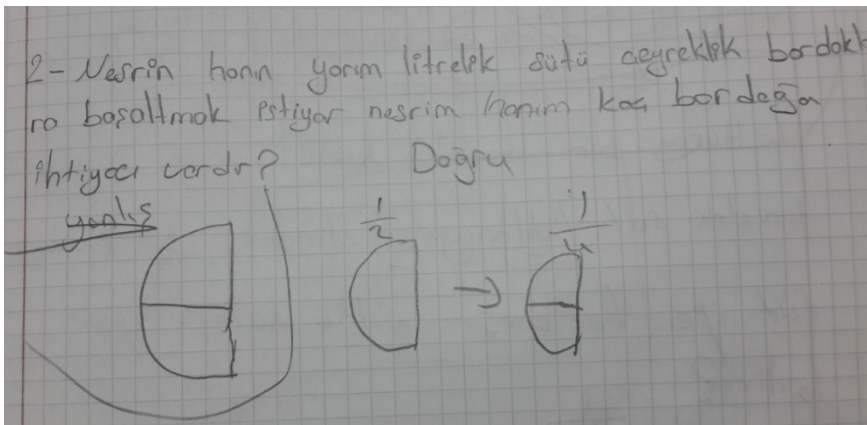 2- Nesrin hanın yarım litrelik sütü çeyreklik bardakla
ra boşaltmak istiyor nesrim hanım kaç bardağa
ihtiyacı vardır? Doğru
yanlış
1/2
1/4